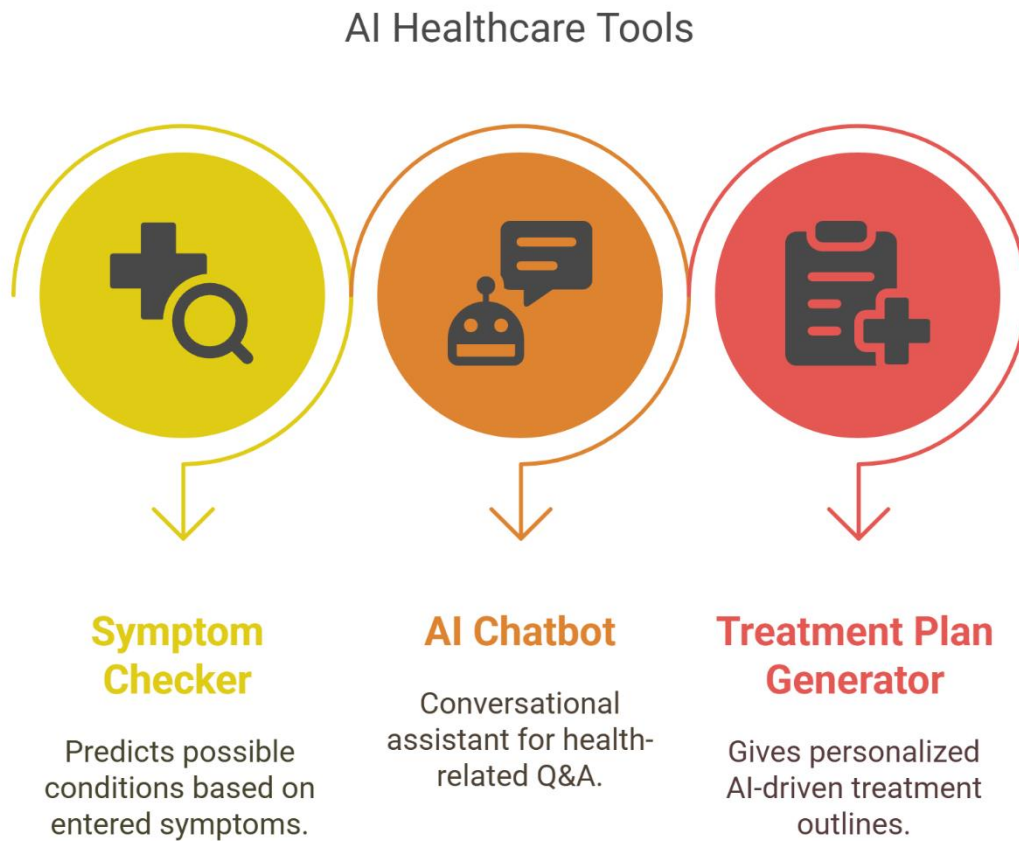 AI Healthcare Tools
Symptom
Checker
Predicts possible
conditions based on
entered symptoms.
AI Chatbot
Conversational
assistant for health-
related Q&A.
Treatment Plan
Generator
Gives personalized
AI-driven treatment
outlines.